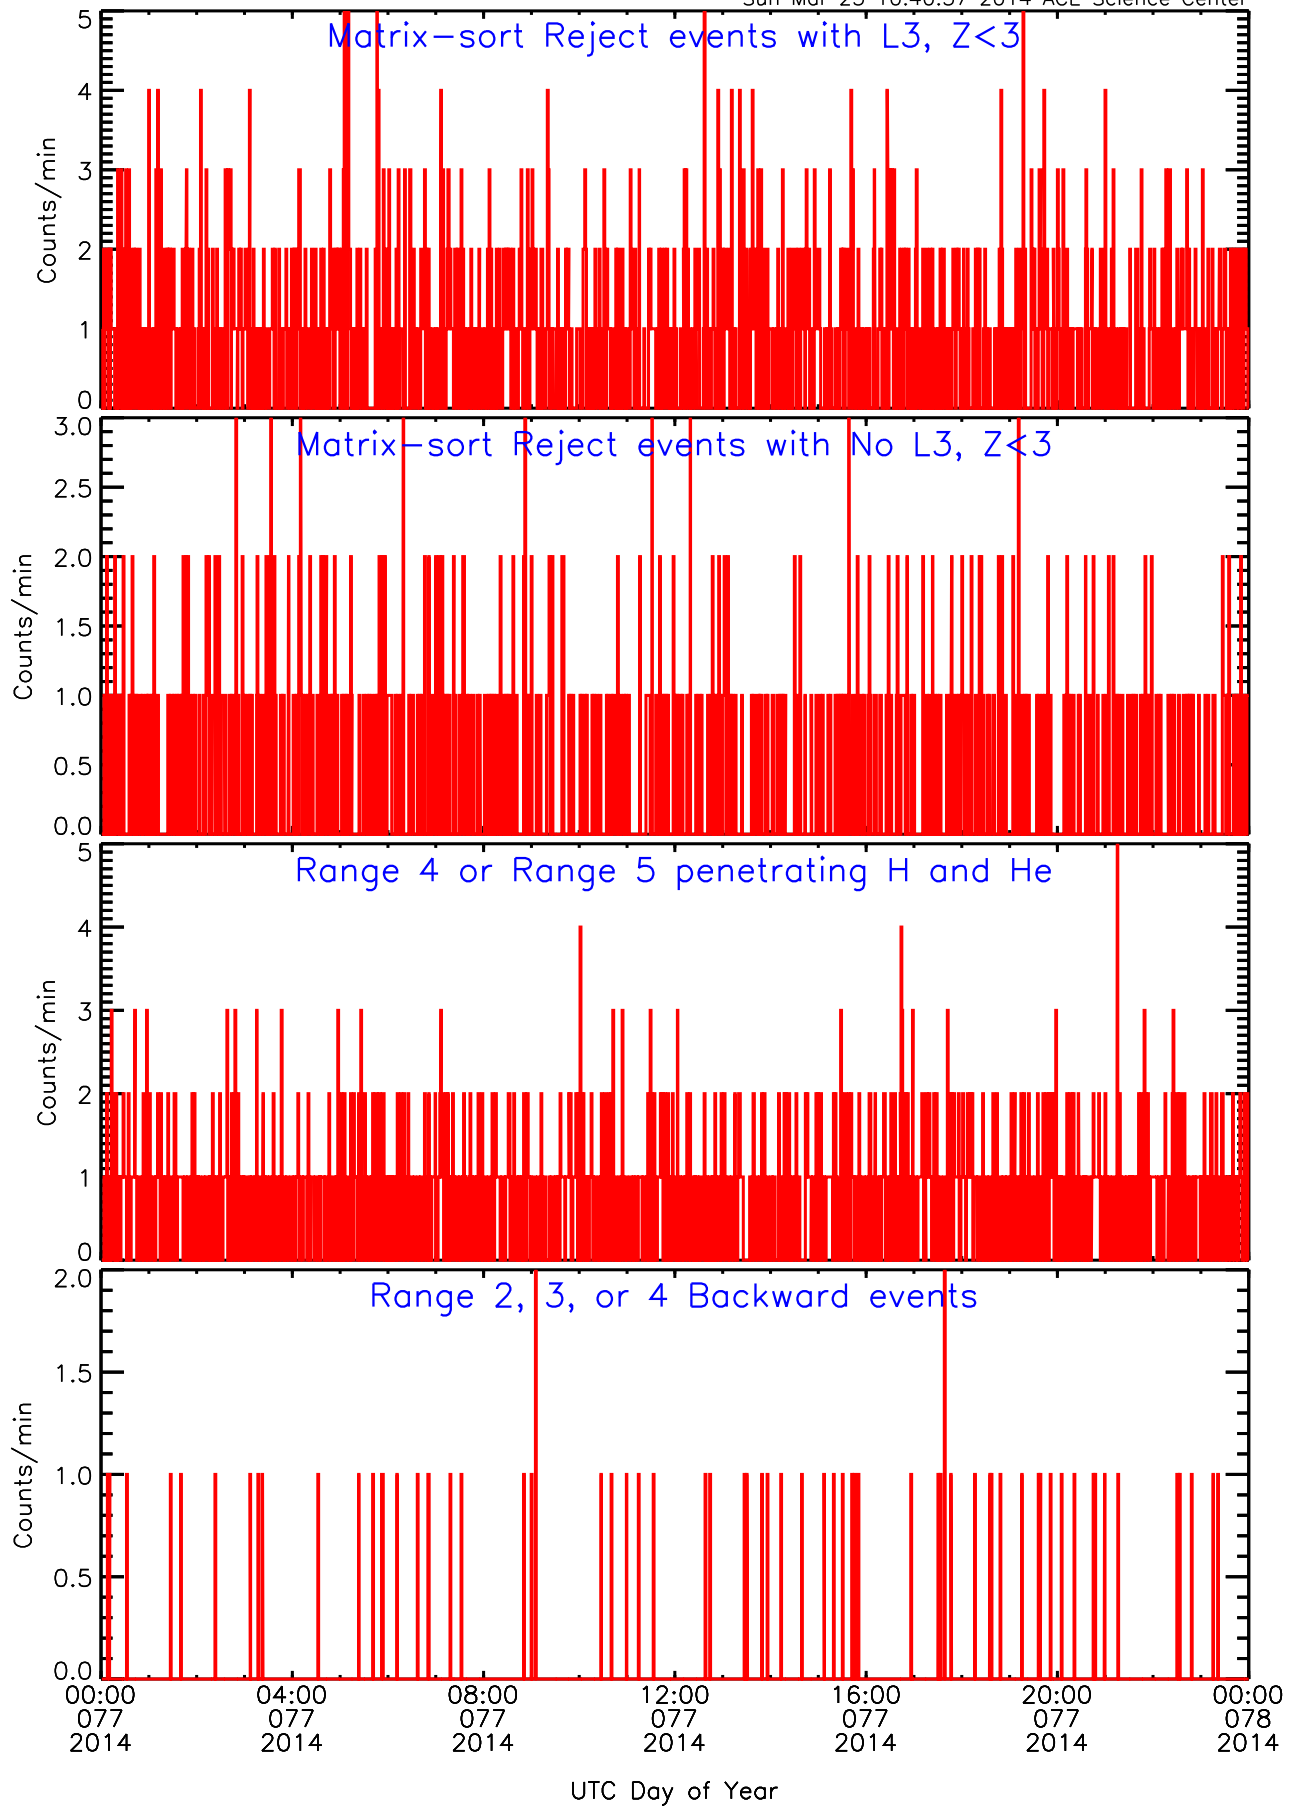 Matrix-sort Reject events with L3, Z<3
5
4
3
2
1
0
Counts/min
Matrix-sort Reject events with No L3, Z<3
3.0
2.5
2.0
1.5
1.0
0.5
0.0
Counts/min
Range 4 or Range 5 penetrating H and He
5
4
3
2
1
0
Counts/min
Range 2, 3, or 4 Backward events
2.0
1.5
1.0
0.5
0.0
Counts/min
00:00 04:00 08:00 12:00 16:00 20:00 00:00
077 077 077 077 077 077 078
2014 2014 2014 2014 2014 2014 2014
UTC Day of Year